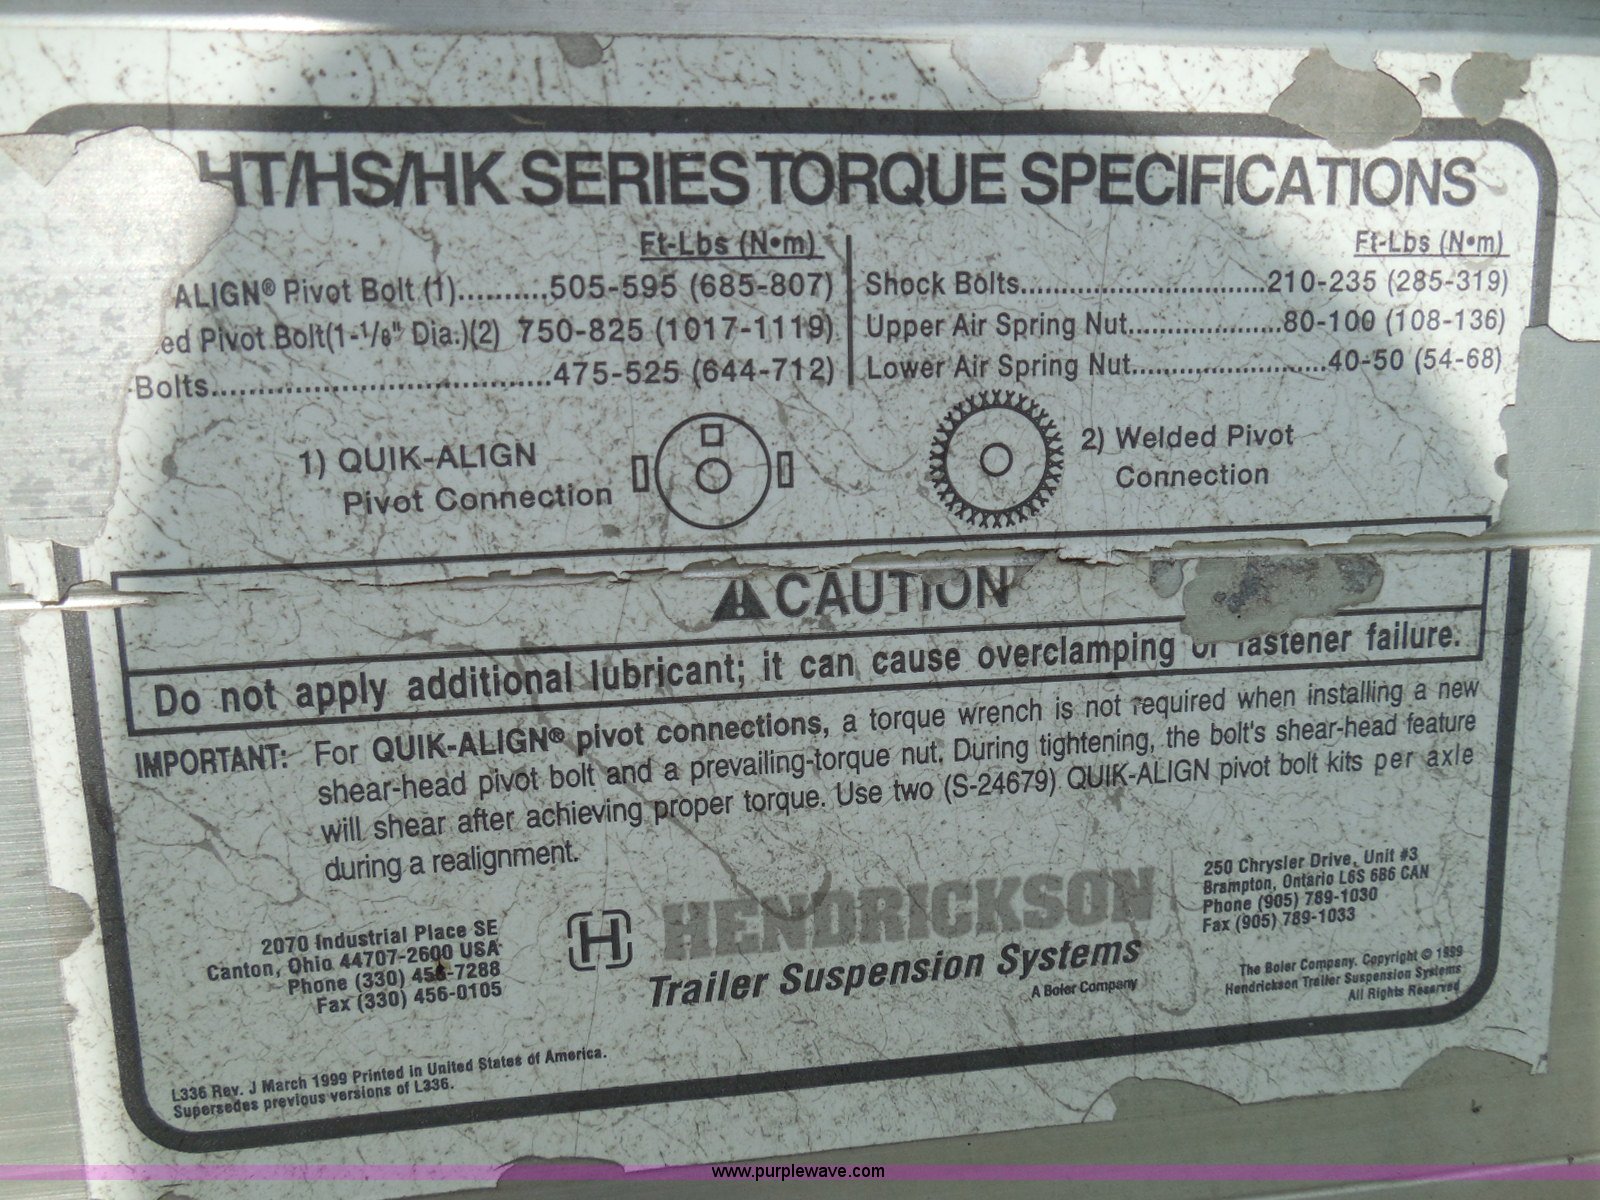 HT/HS/HK SERIES TORQUE SPECIFICATIONS
Ft-Lbs (N•m)
ALIGN® Pivot Bolt (1)...........505-595 (685-807)
ed Pivot Bolt(1-1/8" Dia.)(2) 750-825 (1017-1119)
Bolts..................................475-525 (644-712)
Ft-Lbs (N•m)
Shock Bolts.............................210-235 (285-319)
Upper Air Spring Nut...................80-100 (108-136)
Lower Air Spring Nut........................40-50 (54-68)
1) QUIK-ALIGN
Pivot Connection
2) Welded Pivot
Connection
CAUTION
Do not apply additional lubricant; it can cause overclamping or fastener failure.
IMPORTANT: For QUIK-ALIGN® pivot connections, a torque wrench is not required when installing a new
shear-head pivot bolt and a prevailing-torque nut. During tightening, the bolt's shear-head feature
will shear after achieving proper torque. Use two (S-24679) QUIK-ALIGN pivot bolt kits per axle
during a realignment.
2070 Industrial Place SE
Canton, Ohio 44707-2600 USA
Phone (330) 456-7288
Fax (330) 456-0105
H
HENDRICKSON
Trailer Suspension Systems
A Boler Company
250 Chrysler Drive, Unit #3
Brampton, Ontario L6S 6B6 CAN
Phone (905) 789-1030
Fax (905) 789-1033
The Boler Company. Copyright © 1999
Hendrickson Trailer Suspension Systems
All Rights Reserved
L336 Rev. J March 1999 Printed in United States of America.
Supersedes previous versions of L336.
www.purplewave.com